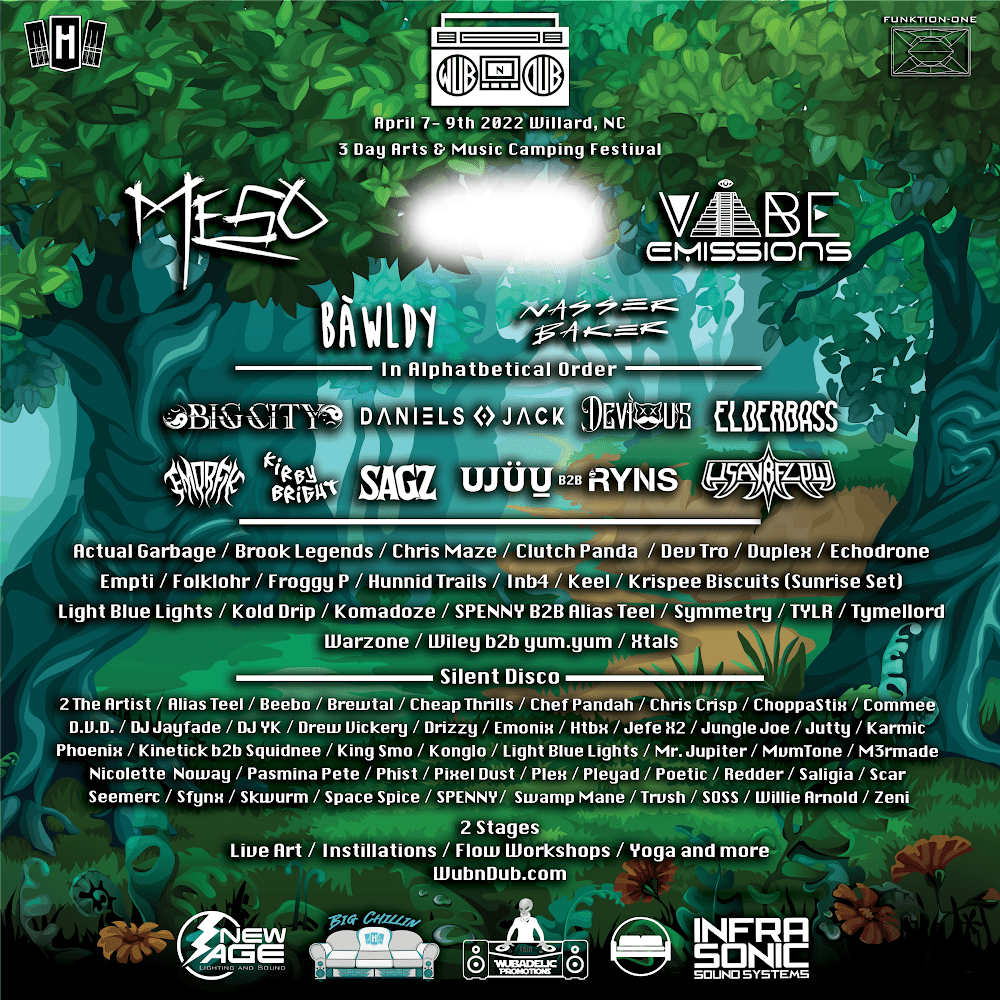 FUNKTION-ONE
WUB N DUB
April 7- 9th 2022 Willard, NC
3 Day Arts & Music Camping Festival
MESO
VIBE EMISSIONS
BÀWLDY NASSER BAKER
In Alphatbetical Order
BIG CITY DANIELS JACK DEVIOUS ELDERBASS
EMORFIK KIRBY BRIGHT SAGZ UJÜU B2B RYNS USAYBFLOW
Actual Garbage / Brook Legends / Chris Maze / Clutch Panda / Dev Tro / Duplex / Echodrone
Empti / Folklohr / Froggy P / Hunnid Trails / Inb4 / Keel / Krispee Biscuits (Sunrise Set)
Light Blue Lights / Kold Drip / Komadoze / SPENNY B2B Alias Teel / Symmetry / TYLR / Tymellord
Warzone / Wiley b2b yum.yum / Xtals
Silent Disco
2 The Artist / Alias Teel / Beebo / Brewtal / Cheap Thrills / Chef Pandah / Chris Crisp / ChoppaStix / Commee
D.V.D. / DJ Jayfade / DJ YK / Drew Vickery / Drizzy / Emonix / Htbx / Jefe X2 / Jungle Joe / Jutty / Karmic
Phoenix / Kinetick b2b Squidnee / King Smo / Konglo / Light Blue Lights / Mr. Jupiter / MvmTone / M3rmade
Nicolette Noway / Pasmina Pete / Phist / Pixel Dust / Plex / Pleyad / Poetic / Redder / Saligia / Scar
Seemerc / Sfynx / Skwurm / Space Spice / SPENNY/ Swamp Mane / Trvsh / SOSS / Willie Arnold / Zeni
2 Stages
Live Art / Instillations / Flow Workshops / Yoga and more
WubnDub.com
NEW AGE LIGHTING AND SOUND
BIG CHILLIN
WUBADELIC PROMOTIONS
INFRA SONIC SOUND SYSTEMS